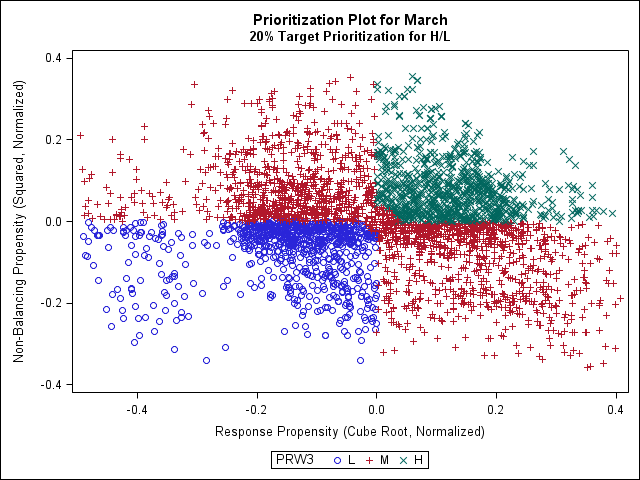 Prioritization Plot for March
20% Target Prioritization for H/L
Non-Balancing Propensity (Squared, Normalized)
0.4
0.2
0.0
-0.2
-0.4
-0.4 -0.2 0.0 0.2 0.4
Response Propensity (Cube Root, Normalized)
PRW3 L M H